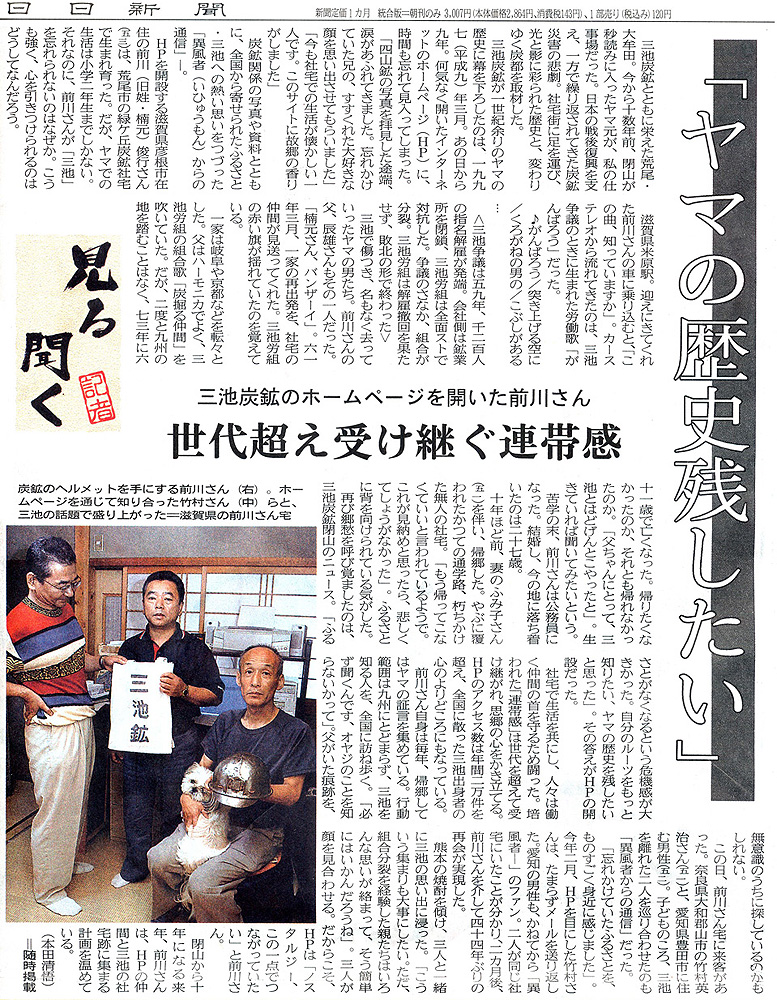 日日新聞
新聞定価1カ月 統合版=朝刊のみ 3,007円(本体価格2,864円、消費税143円)、1部売り(税込み)120円
「ヤマの歴史残したい」
三池炭鉱のホームページを開いた前川さん
世代超え受け継ぐ連帯感
見る
聞く
記者
三池炭鉱とともに栄えた荒尾・
大牟田。今から十数年前、閉山が
秒読みに入ったヤマ元が、私の仕
事場だった。日本の戦後復興を支
え、一方で繰り返されてきた炭鉱
災害の悲劇。社宅街に足を運び、
光と影に彩られた歴史と、変わり
ゆく炭都を取材した。
三池炭鉱が一世紀余りのヤマの
歴史に幕を下ろしたのは、一九九
七(平成九)年三月。あの日から
九年。何気なく開いたインターネ
ットのホームページ(HP)に、
時間も忘れて見入ってしまった。
「四山鉱の写真を拝見した途端、
涙があふれてきました。忘れかけ
ていた兄の、すすくれた大好きな
顔を思い出させてもらいました」
「今も社宅での生活が懐かしい一
人です。このサイトに故郷の香り
炭鉱関係の写真や資料ととも
に、全国から寄せられたふるさと
・三池への熱い思いをつづった
「異風者(いひゅうもん)からの
通信」―。
HPを開設する滋賀県彦根市在
住の前川(旧姓・楠元)俊行さん
は、荒尾市の緑ケ丘炭鉱社宅
で生まれ育った。だが、ヤマでの
生活は小学二年生までしかない。
それなのに、前川さんが「三池」
を忘れられないのはなぜか。こう
も強く、心を引きつけられるのは
どうしてなんだろう。
滋賀県米原駅。迎えにきてくれ
た前川さんの車に乗り込むと、「こ
の曲、知っていますか」。カース
テレオから流れてきたのは、三池
争議のときに生まれた労働歌「が
んばろう」だった。
♪がんばろう/突き上げる空に
/くろがねの男の/こぶしがある
<三池争議は五九年、千二百人
の指名解雇が発端。会社側は鉱業
所を閉鎖、三池労組は全面ストで
対抗した。争議のさなか、組合が
分裂。三池労組は解雇撤回を果た
せず、敗北の形で終わった>
三池で傷つき、名もなく去って
いったヤマの男たち。前川さんの
父、辰雄さんもその一人だった。
「楠元さん、バンザーイ」。六一
年三月、一家の再出発を、社宅の
仲間が見送ってくれた。三池労組
の赤い旗が揺れていたのを覚えて
いる。
一家は岐阜や京都などを転々と
した。父はハーモニカでよく、三
池労組の組合歌「炭掘る仲間」を
吹いていた。だが、二度と九州の
地を踏むことはなく、七三年に六
十一歳で亡くなった。帰りたくな
かったのか、それとも帰れなかっ
たのか。「父ちゃんにとって、三
池とはどげんとこやったと」。生
きていれば聞いてみたいという。
苦学の末、前川さんは公務員に
なった。結婚し、今の地に落ち着
いたのは二十七歳。
十年ほど前、妻のふみ子さん
を伴い、帰郷した。やぶに覆
われたかつての通学路、朽ちかけ
た無人の社宅。「もう帰ってこな
くていいと言われているようで。
これが見納めと思ったら、悲しく
てしょうがなかった」。ふるさと
に背を向けられている気がした。
再び郷愁を呼び覚ましたのは、
三池炭鉱閉山のニュース。「ふる
さとがなくなるという危機感が大
きかった。自分のルーツをもっと
知りたい、ヤマの歴史を残したい
と思った」。その答えがHPの開
設だった。
社宅で生活を共にし、人々は働
く仲間の首を守るため闘った。培
われた「連帯感」は世代を超えて受
け継がれ、思郷の心をかき立てる。
HPのアクセス数は年間二万件を
超え、全国に散った三池出身者の
心のよりどころにもなっている。
前川さん自身は毎年、帰郷して
はヤマの証言を集めている。行動
範囲は九州にとどまらず、三池を
知る人を、全国に訪ね歩く。「必
ず聞くんです。オヤジのことを知
らないかって」。父がいた痕跡を、
無意識のうちに探しているのかも
しれない。
この日、前川さん宅に来客があ
った。奈良県大和郡山市の竹村英
治さんと、愛知県豊田市に住
む男性。子どものころ、三池
を離れた二人を巡り合わせたのも
「異風者からの通信」だった。
「忘れかけていたふるさとを、
ものすごく身近に感じました」。
今年二月、HPを目にした竹村さ
んは、たまらずメールを送り返し
た。愛知の男性も、かねてから「異
風者―」のファン。二人が同じ社
宅にいたことが分かり、一カ月後、
前川さんを介して四十四年ぶりの
再会が実現した。
熊本の焼酎を傾け、三人と一緒
に三池の思い出に浸った。「こう
いう集まりも大事にしたい。ただ、
組合分裂を経験した親たちはいろ
んな思いが絡まって、そう簡単
にはいかんだろうね」。三人が
顔を見合わせる。だからこそ、
HPは「ノス
タルジー、
この一点でつ
ながっていた
い」と前川さ
ん。
閉山から十
年になる来年
は、HPの仲
間と三池の社
宅跡に集まる
計画を温めて
いる。
(本田清悟)
=随時掲載
炭鉱のヘルメットを手にする前川さん(右)。ホー
ムページを通じて知り合った竹村さん(中)らと、
三池の話題で盛り上がった=滋賀県の前川さん宅
三池鉱